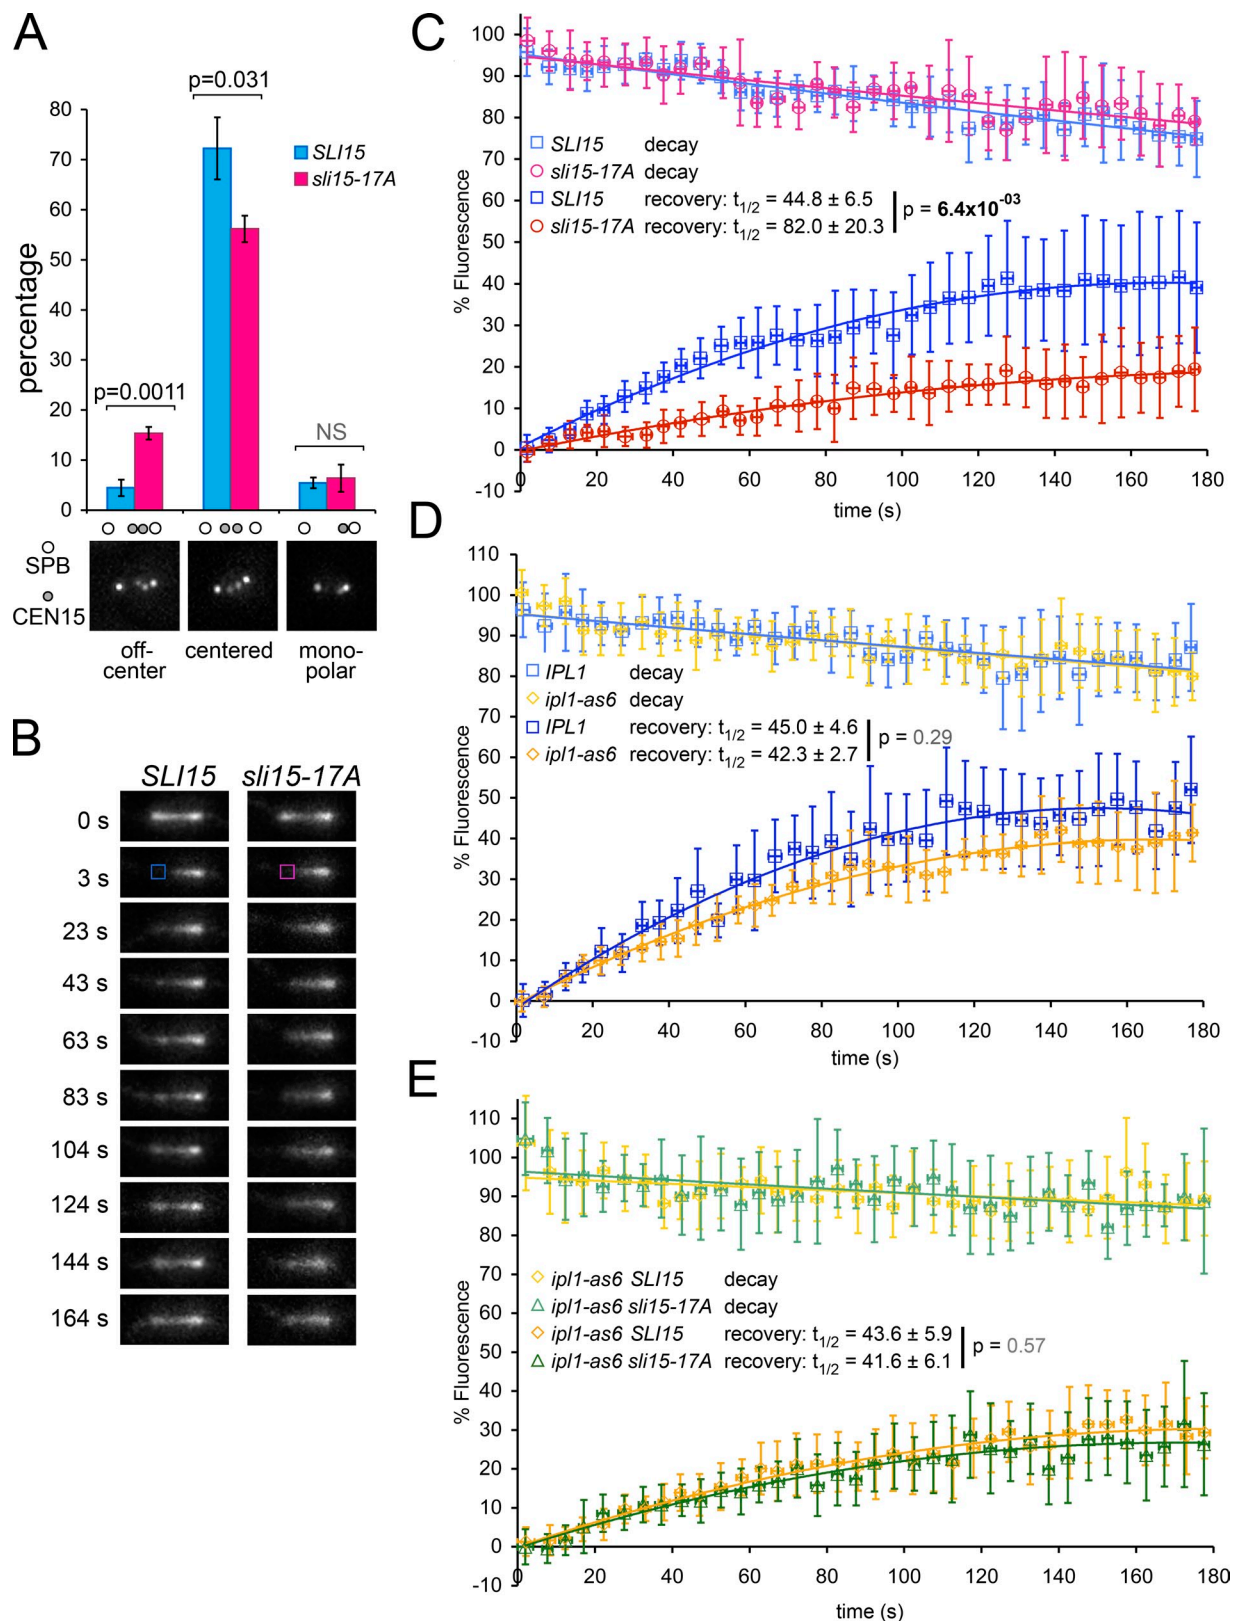 A
p=0.031
80
70
60
50
40
30
20
10
0
percentage
SLI15
sli15-17A
p=0.0011
NS
SPB
CEN15
off-
center
centered
mono-
polar
B
SLI15 sli15-17A
0 s
3 s
23 s
43 s
63 s
83 s
104 s
124 s
144 s
164 s
C
100
90
80
70
60
50
40
30
20
10
0
-10
% Fluorescence
SLI15 decay
sli15-17A decay
SLI15 recovery: t1/2 = 44.8 ± 6.5
sli15-17A recovery: t1/2 = 82.0 ± 20.3
p = 6.4x10-03
0 20 40 60 80 100 120 140 160 180
time (s)
D
110
100
90
80
70
60
50
40
30
20
10
0
-10
% Fluorescence
IPL1 decay
ipl1-as6 decay
IPL1 recovery: t1/2 = 45.0 ± 4.6
ipl1-as6 recovery: t1/2 = 42.3 ± 2.7
p = 0.29
0 20 40 60 80 100 120 140 160 180
time (s)
E
110
100
90
80
70
60
50
40
30
20
10
0
-10
% Fluorescence
ipl1-as6 SLI15 decay
ipl1-as6 sli15-17A decay
ipl1-as6 SLI15 recovery: t1/2 = 43.6 ± 5.9
ipl1-as6 sli15-17A recovery: t1/2 = 41.6 ± 6.1
p = 0.57
0 20 40 60 80 100 120 140 160 180
time (s)